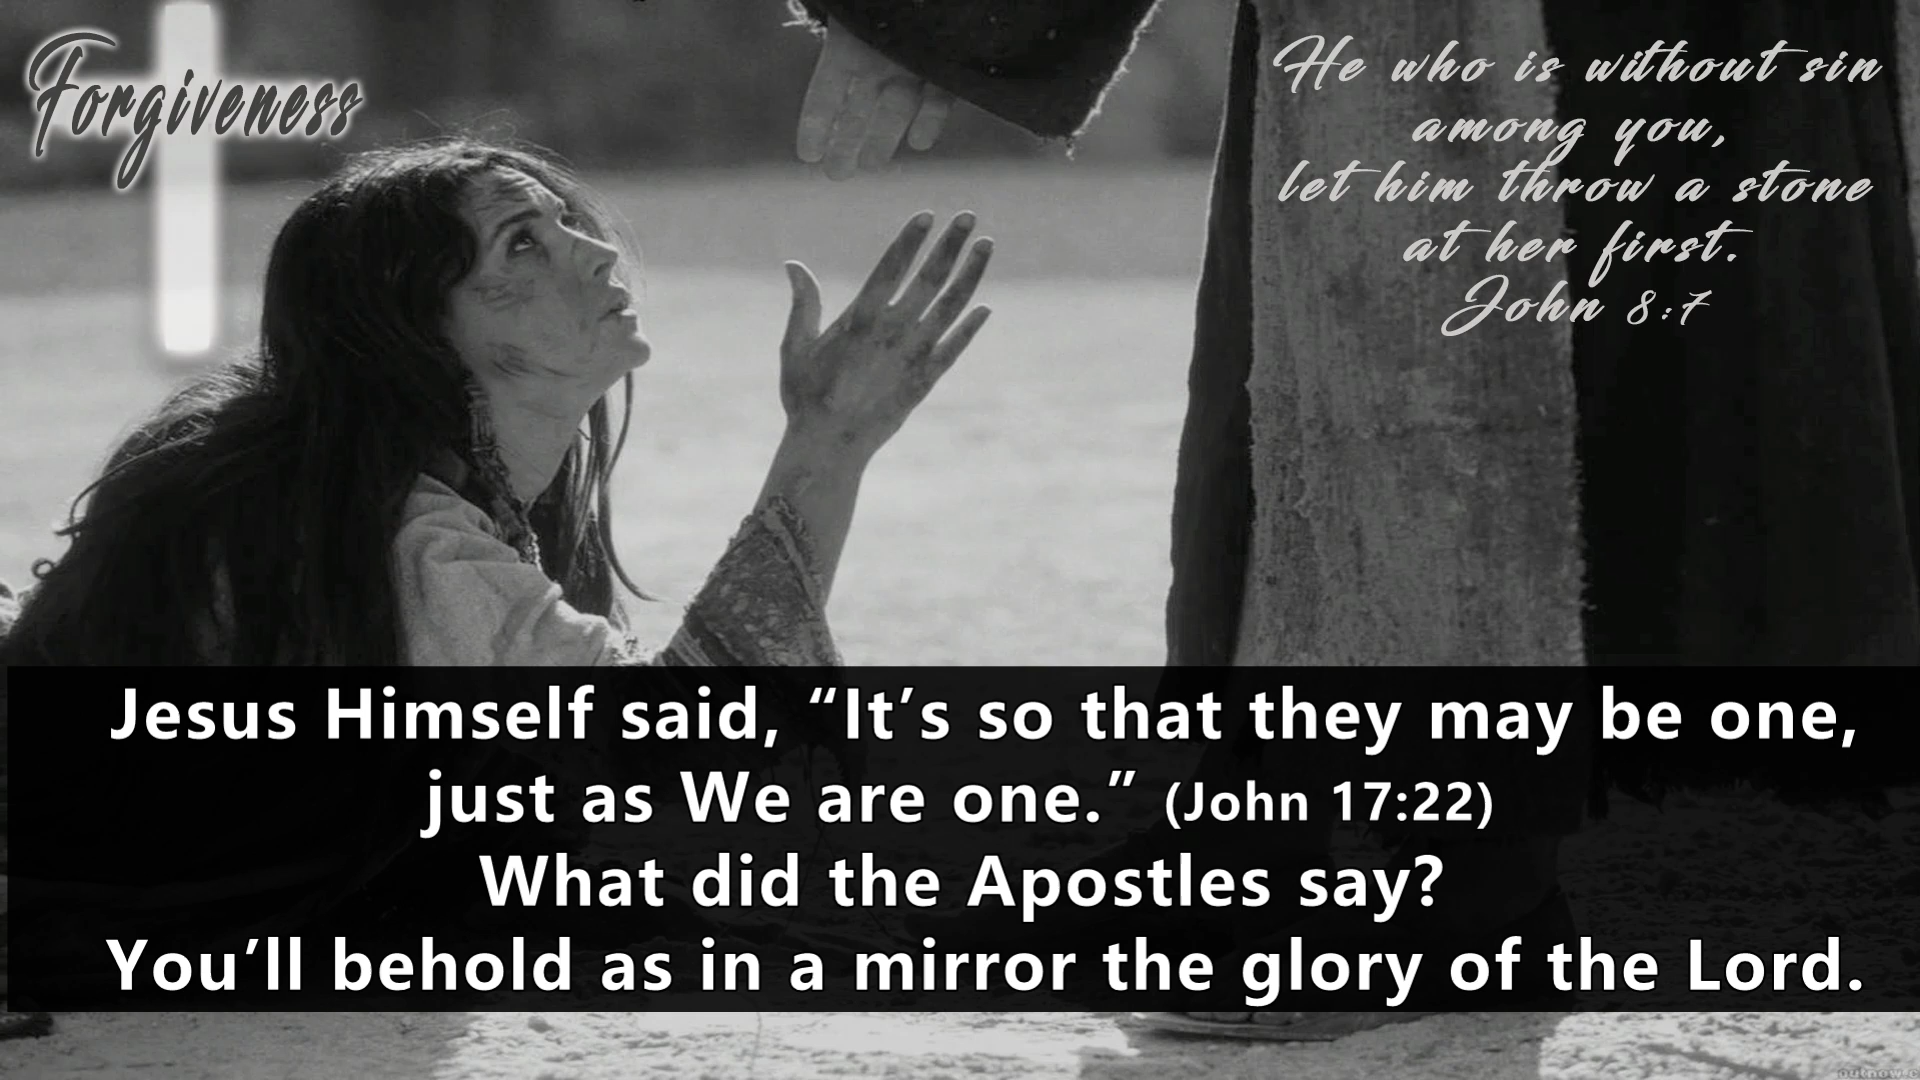 Forgiveness
He who is without sin
among you,
let him throw a stone
at her first.
John 8:7
Jesus Himself said, “It’s so that they may be one,
just as We are one.” (John 17:22)
What did the Apostles say?
You’ll behold as in a mirror the glory of the Lord.